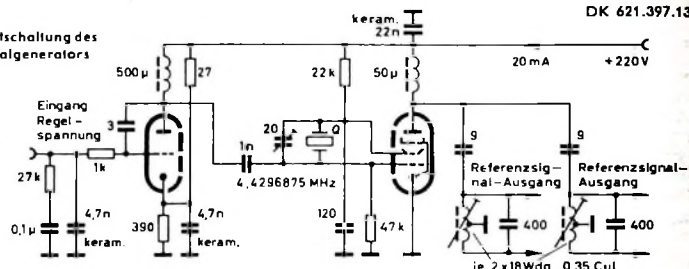 DK 621.397.13
keram.
22n
tschaltung des
algenerators
500µ
27
22k
50µ
20mA
+220V
Eingang
Regel-
spannung
3
20
Q
9
9
1n
1k
4,4296875 MHz
Referenzsig-
nal-Ausgang
Referenzsignal-
Ausgang
27k
0,1µ
4,7n
keram.
390
4,7n
keram.
120
47k
400
400
je 2x18Wdg. 0,35 CuL